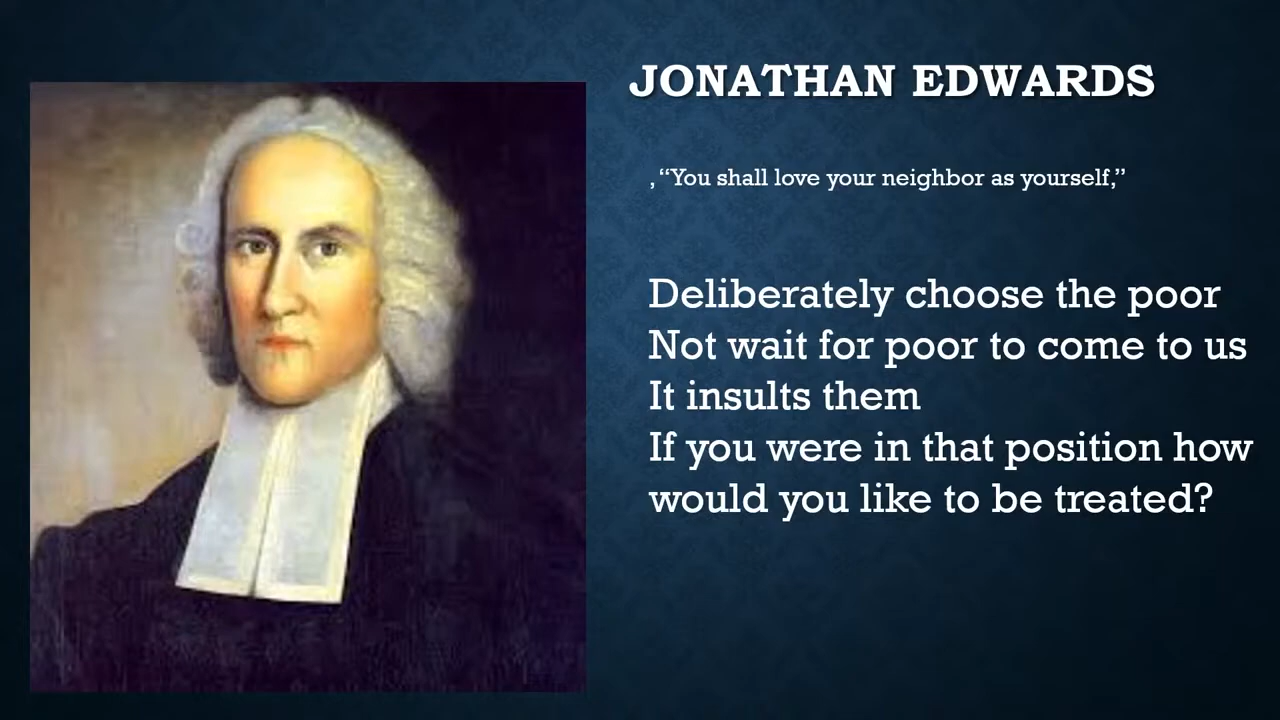 JONATHAN EDWARDS
, “You shall love your neighbor as yourself,”
Deliberately choose the poor
Not wait for poor to come to us
It insults them
If you were in that position how
would you like to be treated?